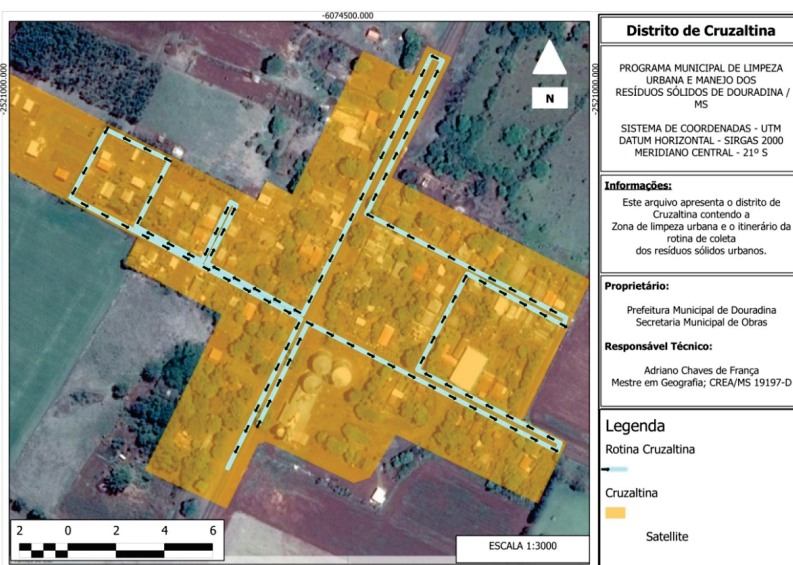 -6074500.000
-2521000.000
-2521000.000
N
2 0 2 4 6
ESCALA 1:3000
Distrito de Cruzaltina
PROGRAMA MUNICIPAL DE LIMPEZA
URBANA E MANEJO DOS
RESÍDUOS SÓLIDOS DE DOURADINA /
MS
SISTEMA DE COORDENADAS - UTM
DATUM HORIZONTAL - SIRGAS 2000
MERIDIANO CENTRAL - 21º S
Informações:
Este arquivo apresenta o distrito de
Cruzaltina contendo a
Zona de limpeza urbana e o itinerário da
rotina de coleta
dos resíduos sólidos urbanos.
Proprietário:
Prefeitura Municipal de Douradina
Secretaria Municipal de Obras
Responsável Técnico:
Adriano Chaves de França
Mestre em Geografia; CREA/MS 19197-D
Legenda
Rotina Cruzaltina
Cruzaltina
Satellite